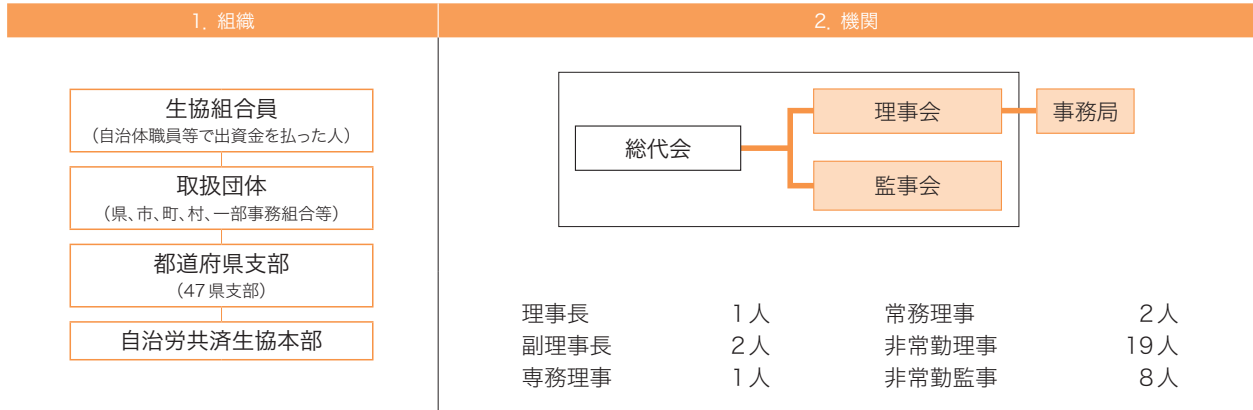 1. 組織
生協組合員
（自治体職員等で出資金を払った人）
取扱団体
（県、市、町、村、一部事務組合等）
都道府県支部
（47県支部）
自治労共済生協本部
2. 機関
総代会
理事会
監事会
事務局
理事長 1人 常務理事 2人
副理事長 2人 非常勤理事 19人
専務理事 1人 非常勤監事 8人